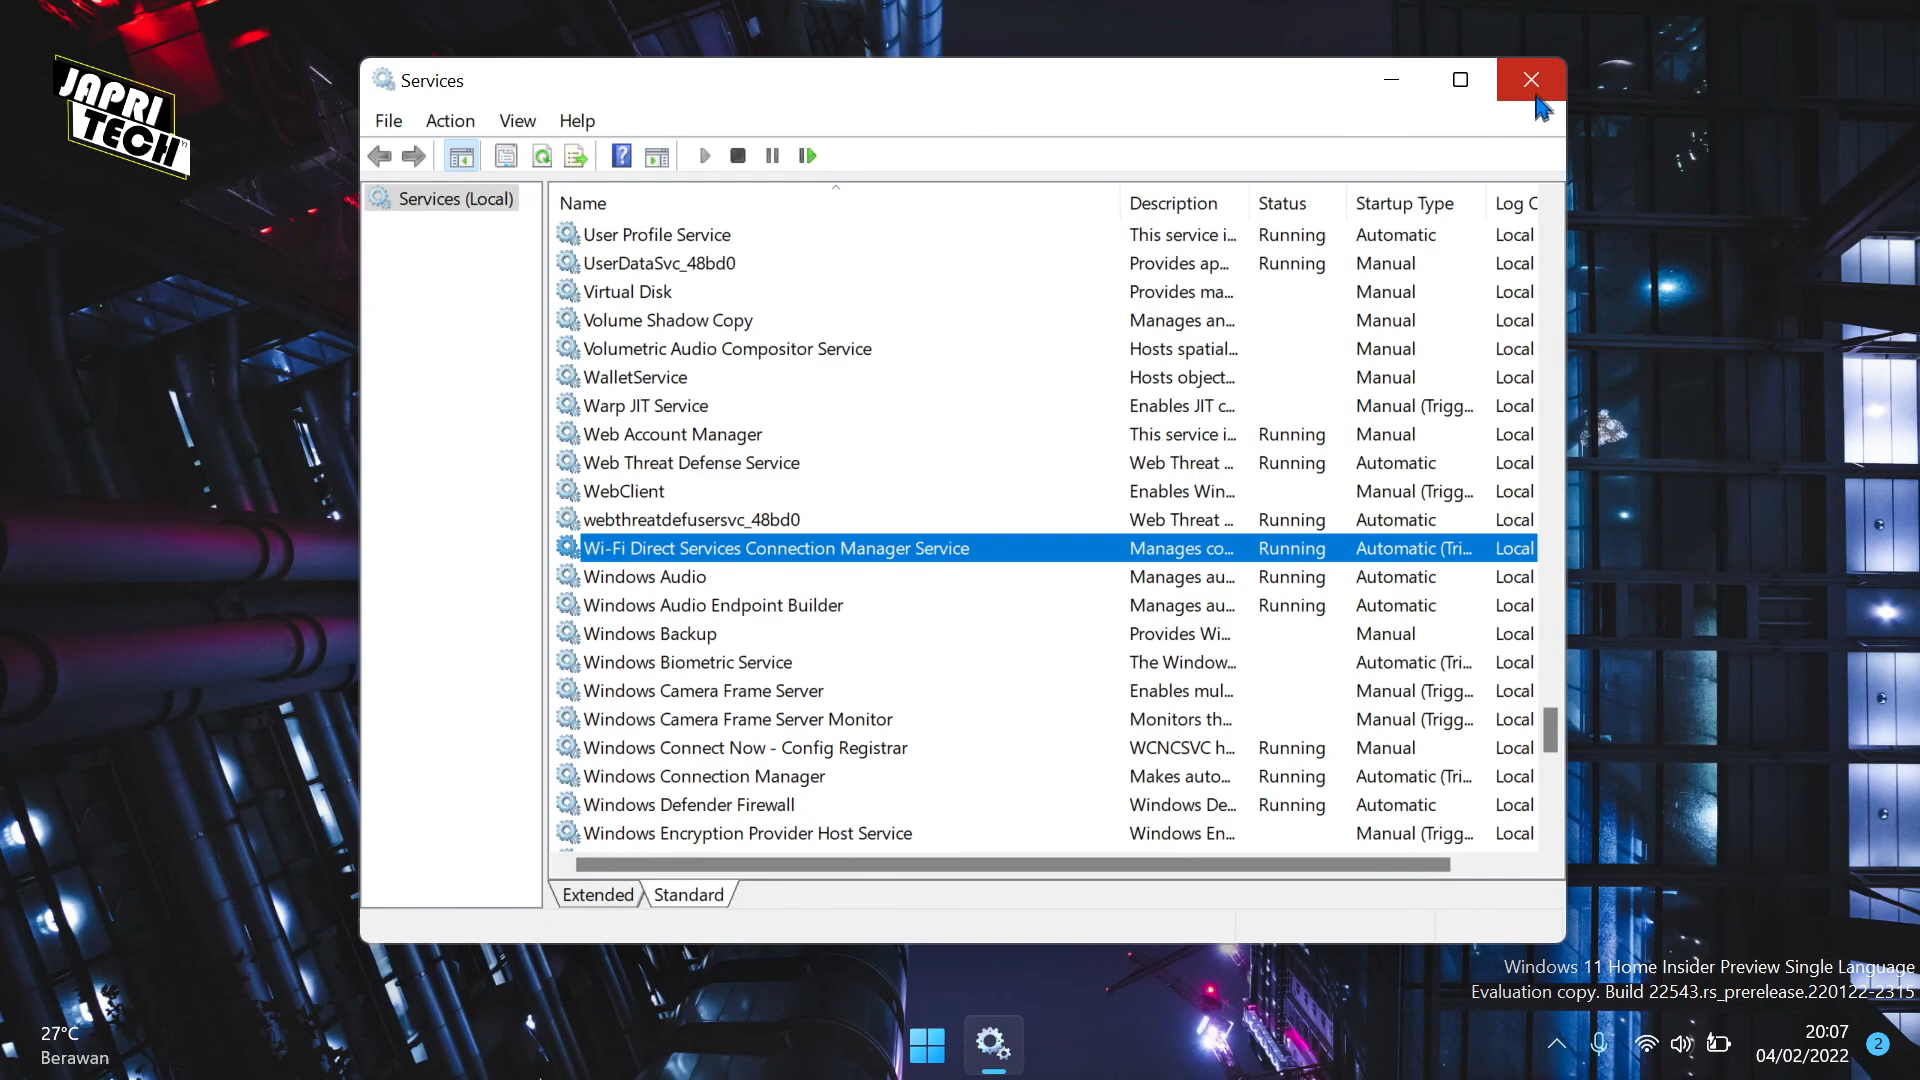 JAPRI
TECH
YT
Services
File Action View Help
Services (Local)
Name Description Status Startup Type Log O
User Profile Service This service i... Running Automatic Local
UserDataSvc_48bd0 Provides ap... Running Manual Local
Virtual Disk Provides ma... Manual Local
Volume Shadow Copy Manages an... Manual Local
Volumetric Audio Compositor Service Hosts spatial... Manual Local
WalletService Hosts object... Manual Local
Warp JIT Service Enables JIT c... Manual (Trigg... Local
Web Account Manager This service i... Running Manual Local
Web Threat Defense Service Web Threat ... Running Automatic Local
WebClient Enables Win... Manual (Trigg... Local
webthreatdefusersvc_48bd0 Web Threat ... Running Automatic Local
Wi-Fi Direct Services Connection Manager Service Manages co... Running Automatic (Tri... Local
Windows Audio Manages au... Running Automatic Local
Windows Audio Endpoint Builder Manages au... Running Automatic Local
Windows Backup Provides Wi... Manual Local
Windows Biometric Service The Window... Automatic (Tri... Local
Windows Camera Frame Server Enables mul... Manual (Trigg... Local
Windows Camera Frame Server Monitor Monitors th... Manual (Trigg... Local
Windows Connect Now - Config Registrar WCNCSVC h... Running Manual Local
Windows Connection Manager Makes auto... Running Automatic (Tri... Local
Windows Defender Firewall Windows De... Running Automatic Local
Windows Encryption Provider Host Service Windows En... Manual (Trigg... Local
Extended Standard
Windows 11 Home Insider Preview Single Language
Evaluation copy. Build 22543.rs_prerelease.220122-2315
27°C
Berawan
20:07
04/02/2022
2